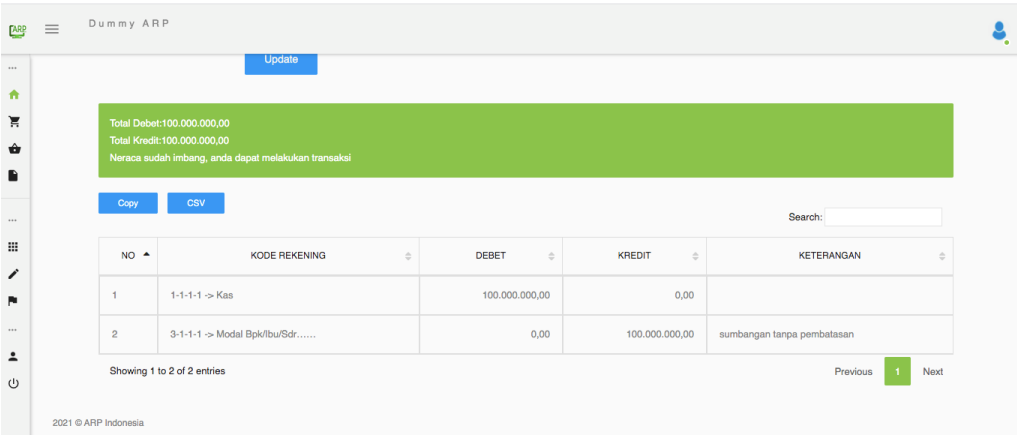 ARP
Dummy ARP
Update
Total Debet:100.000.000,00
Total Kredit:100.000.000,00
Neraca sudah imbang, anda dapat melakukan transaksi
Copy CSV
Search:
NO KODE REKENING DEBET KREDIT KETERANGAN
1 1-1-1-1 -> Kas 100.000.000,00 0,00
2 3-1-1-1 -> Modal Bpk/Ibu/Sdr...... 0,00 100.000.000,00 sumbangan tanpa pembatasan
Showing 1 to 2 of 2 entries Previous 1 Next
2021 © ARP Indonesia